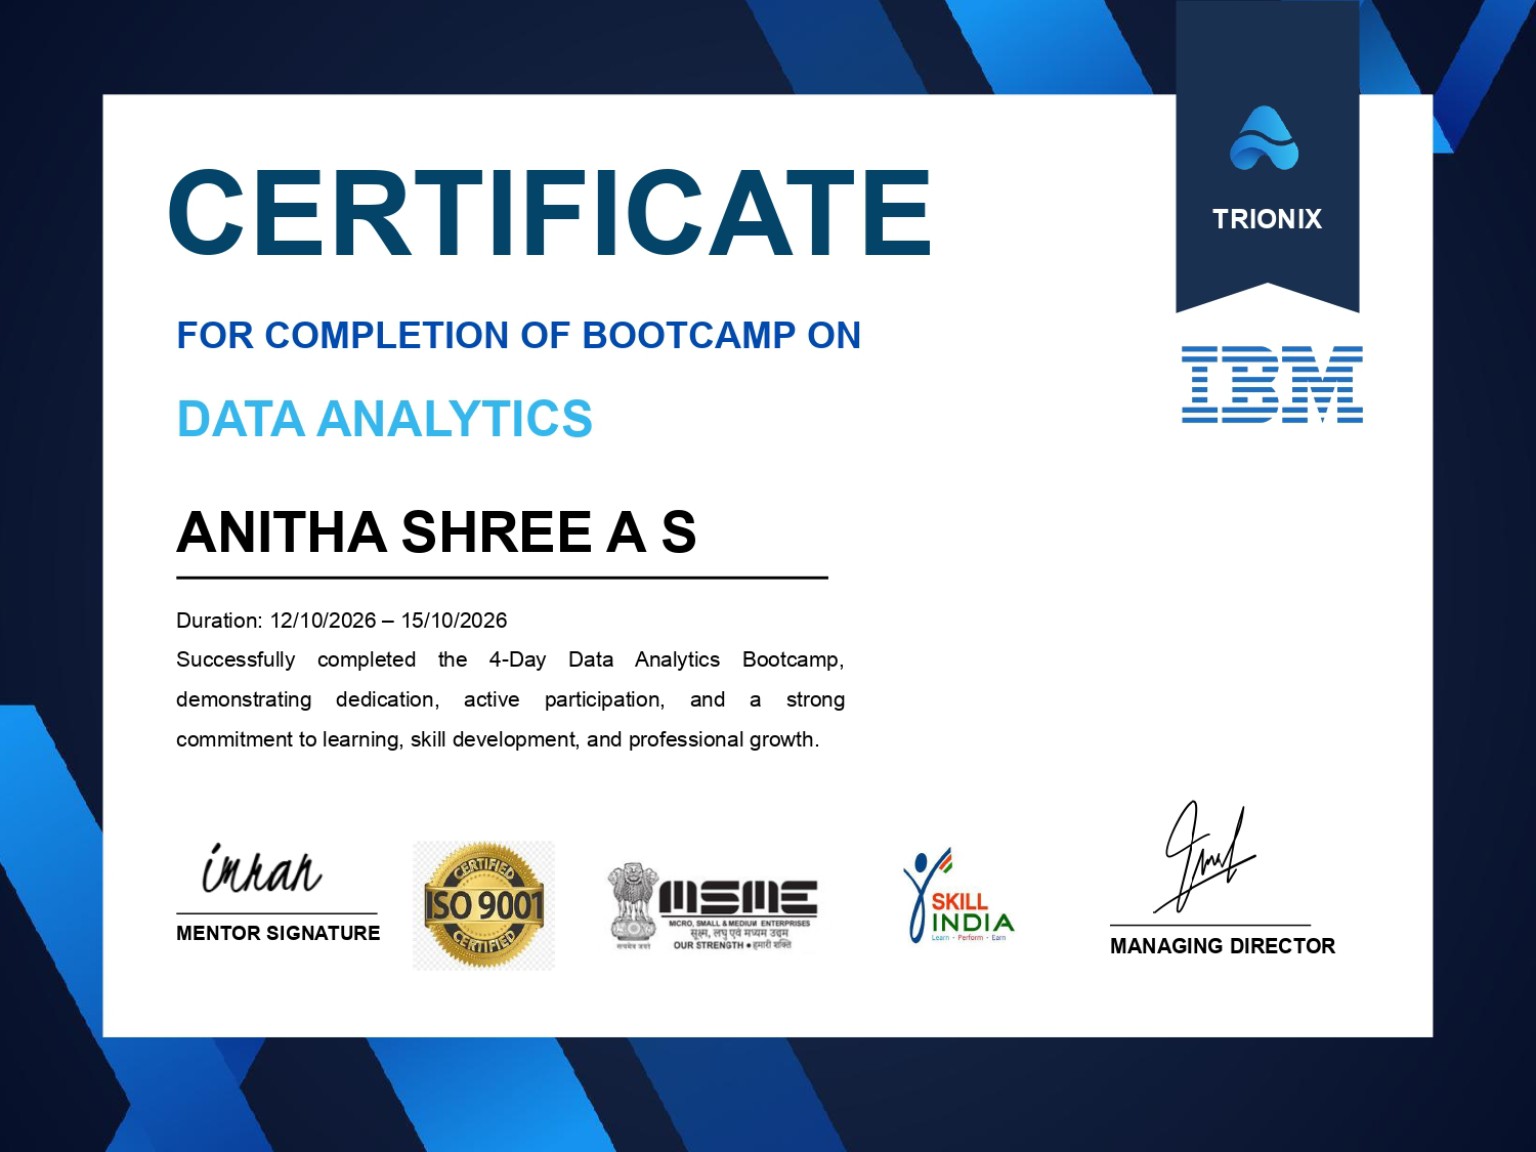 TRIONIX
IBM
CERTIFICATE
FOR COMPLETION OF BOOTCAMP ON
DATA ANALYTICS
ANITHA SHREE A S
Duration: 12/10/2026 – 15/10/2026
Successfully completed the 4-Day Data Analytics Bootcamp,
demonstrating dedication, active participation, and a strong
commitment to learning, skill development, and professional growth.
imran
MENTOR SIGNATURE
CERTIFIED
ISO 9001
CERTIFIED
सत्यमेव जयते
MSME
MICRO, SMALL & MEDIUM ENTERPRISES
सूक्ष्म, लघु एवं मध्यम उद्यम
OUR STRENGTH • हमारी शक्ति
SKILL
INDIA
Learn - Perform - Earn
MANAGING DIRECTOR